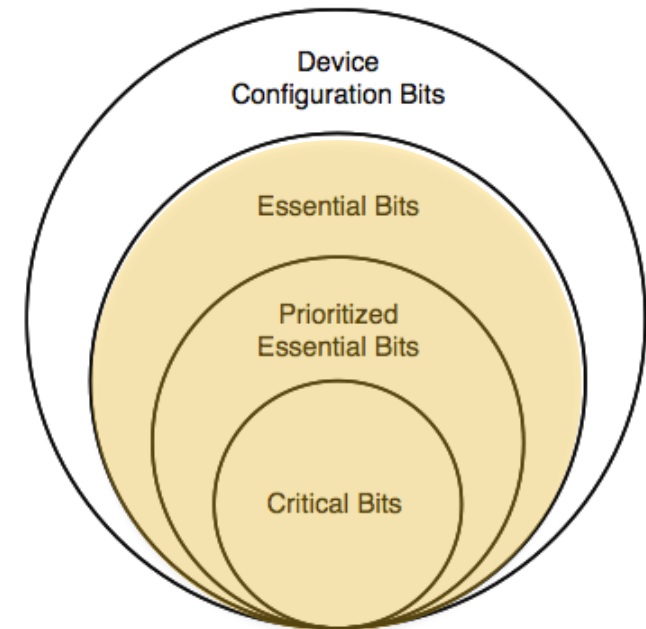 Device
Configuration Bits
Essential Bits
Prioritized
Essential Bits
Critical Bits